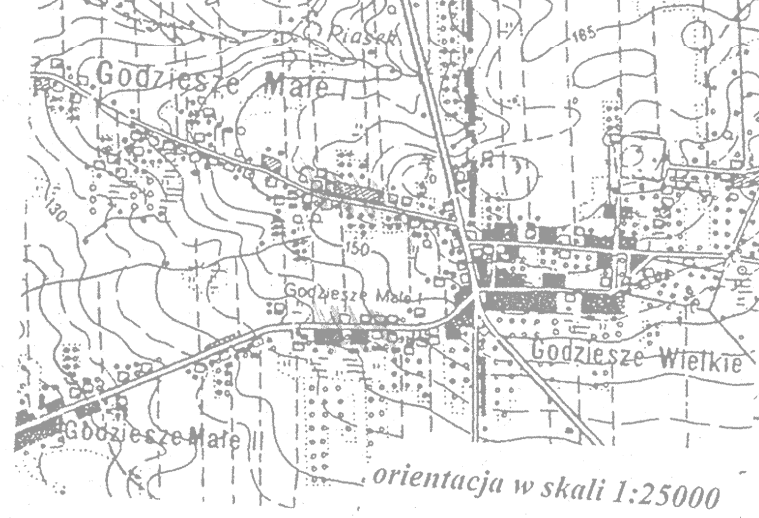 Piasek
165
Godziesze Małe I
130
150
Godziesze Małe I
Godziesze Wielkie
Godziesze Małe II
orientacja w skali 1:25000